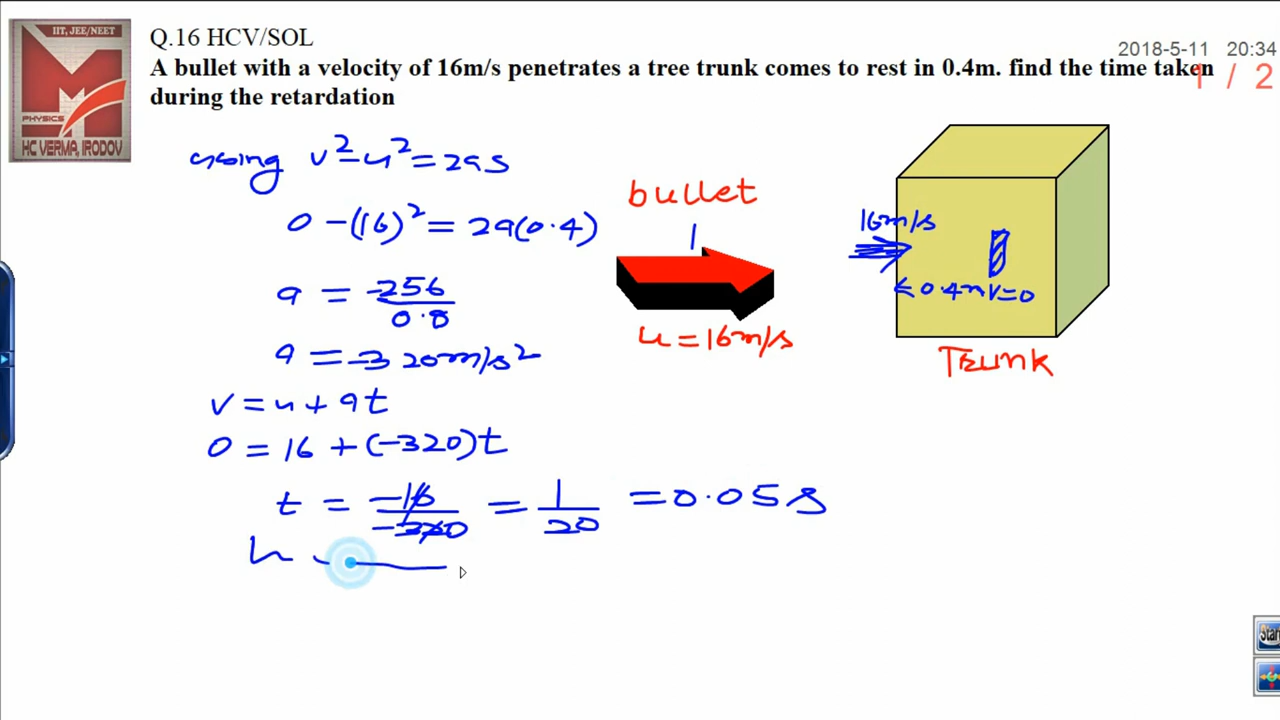 IIT, JEE/NEET
PHYSICS
HC VERMA, IRODOV
Q.16 HCV/SOL
2018-5-11 20:34
1 / 2
A bullet with a velocity of 16m/s penetrates a tree trunk comes to rest in 0.4m. find the time taken
during the retardation
using v²-u² = 2as
0 - (16)² = 2a(0.4)
a = -256/0.8
a = -320m/s²
v = u + at
0 = 16 + (-320)t
t = -16/-320 = 1/20 = 0.05 s
bullet
u = 16m/s
16m/s
0.4m v=0
Trunk
Start